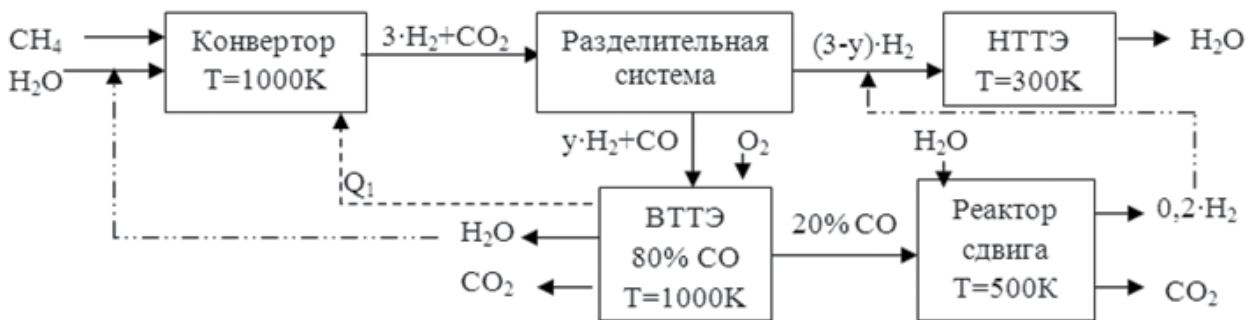 CH₄
H₂O
Конвертор
T=1000K
3·H₂+CO₂
Разделительная
система
(3-y)·H₂
НТТЭ
T=300K
H₂O
y·H₂+CO
O₂
H₂O
Q₁
H₂O
CO₂
ВТТЭ
80% CO
T=1000K
20% CO
Реактор
сдвига
T=500K
0,2·H₂
CO₂